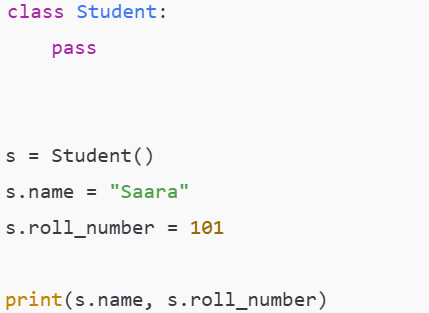 class Student:
    pass
s = Student()
s.name = "Saara"
s.roll_number = 101
print(s.name, s.roll_number)